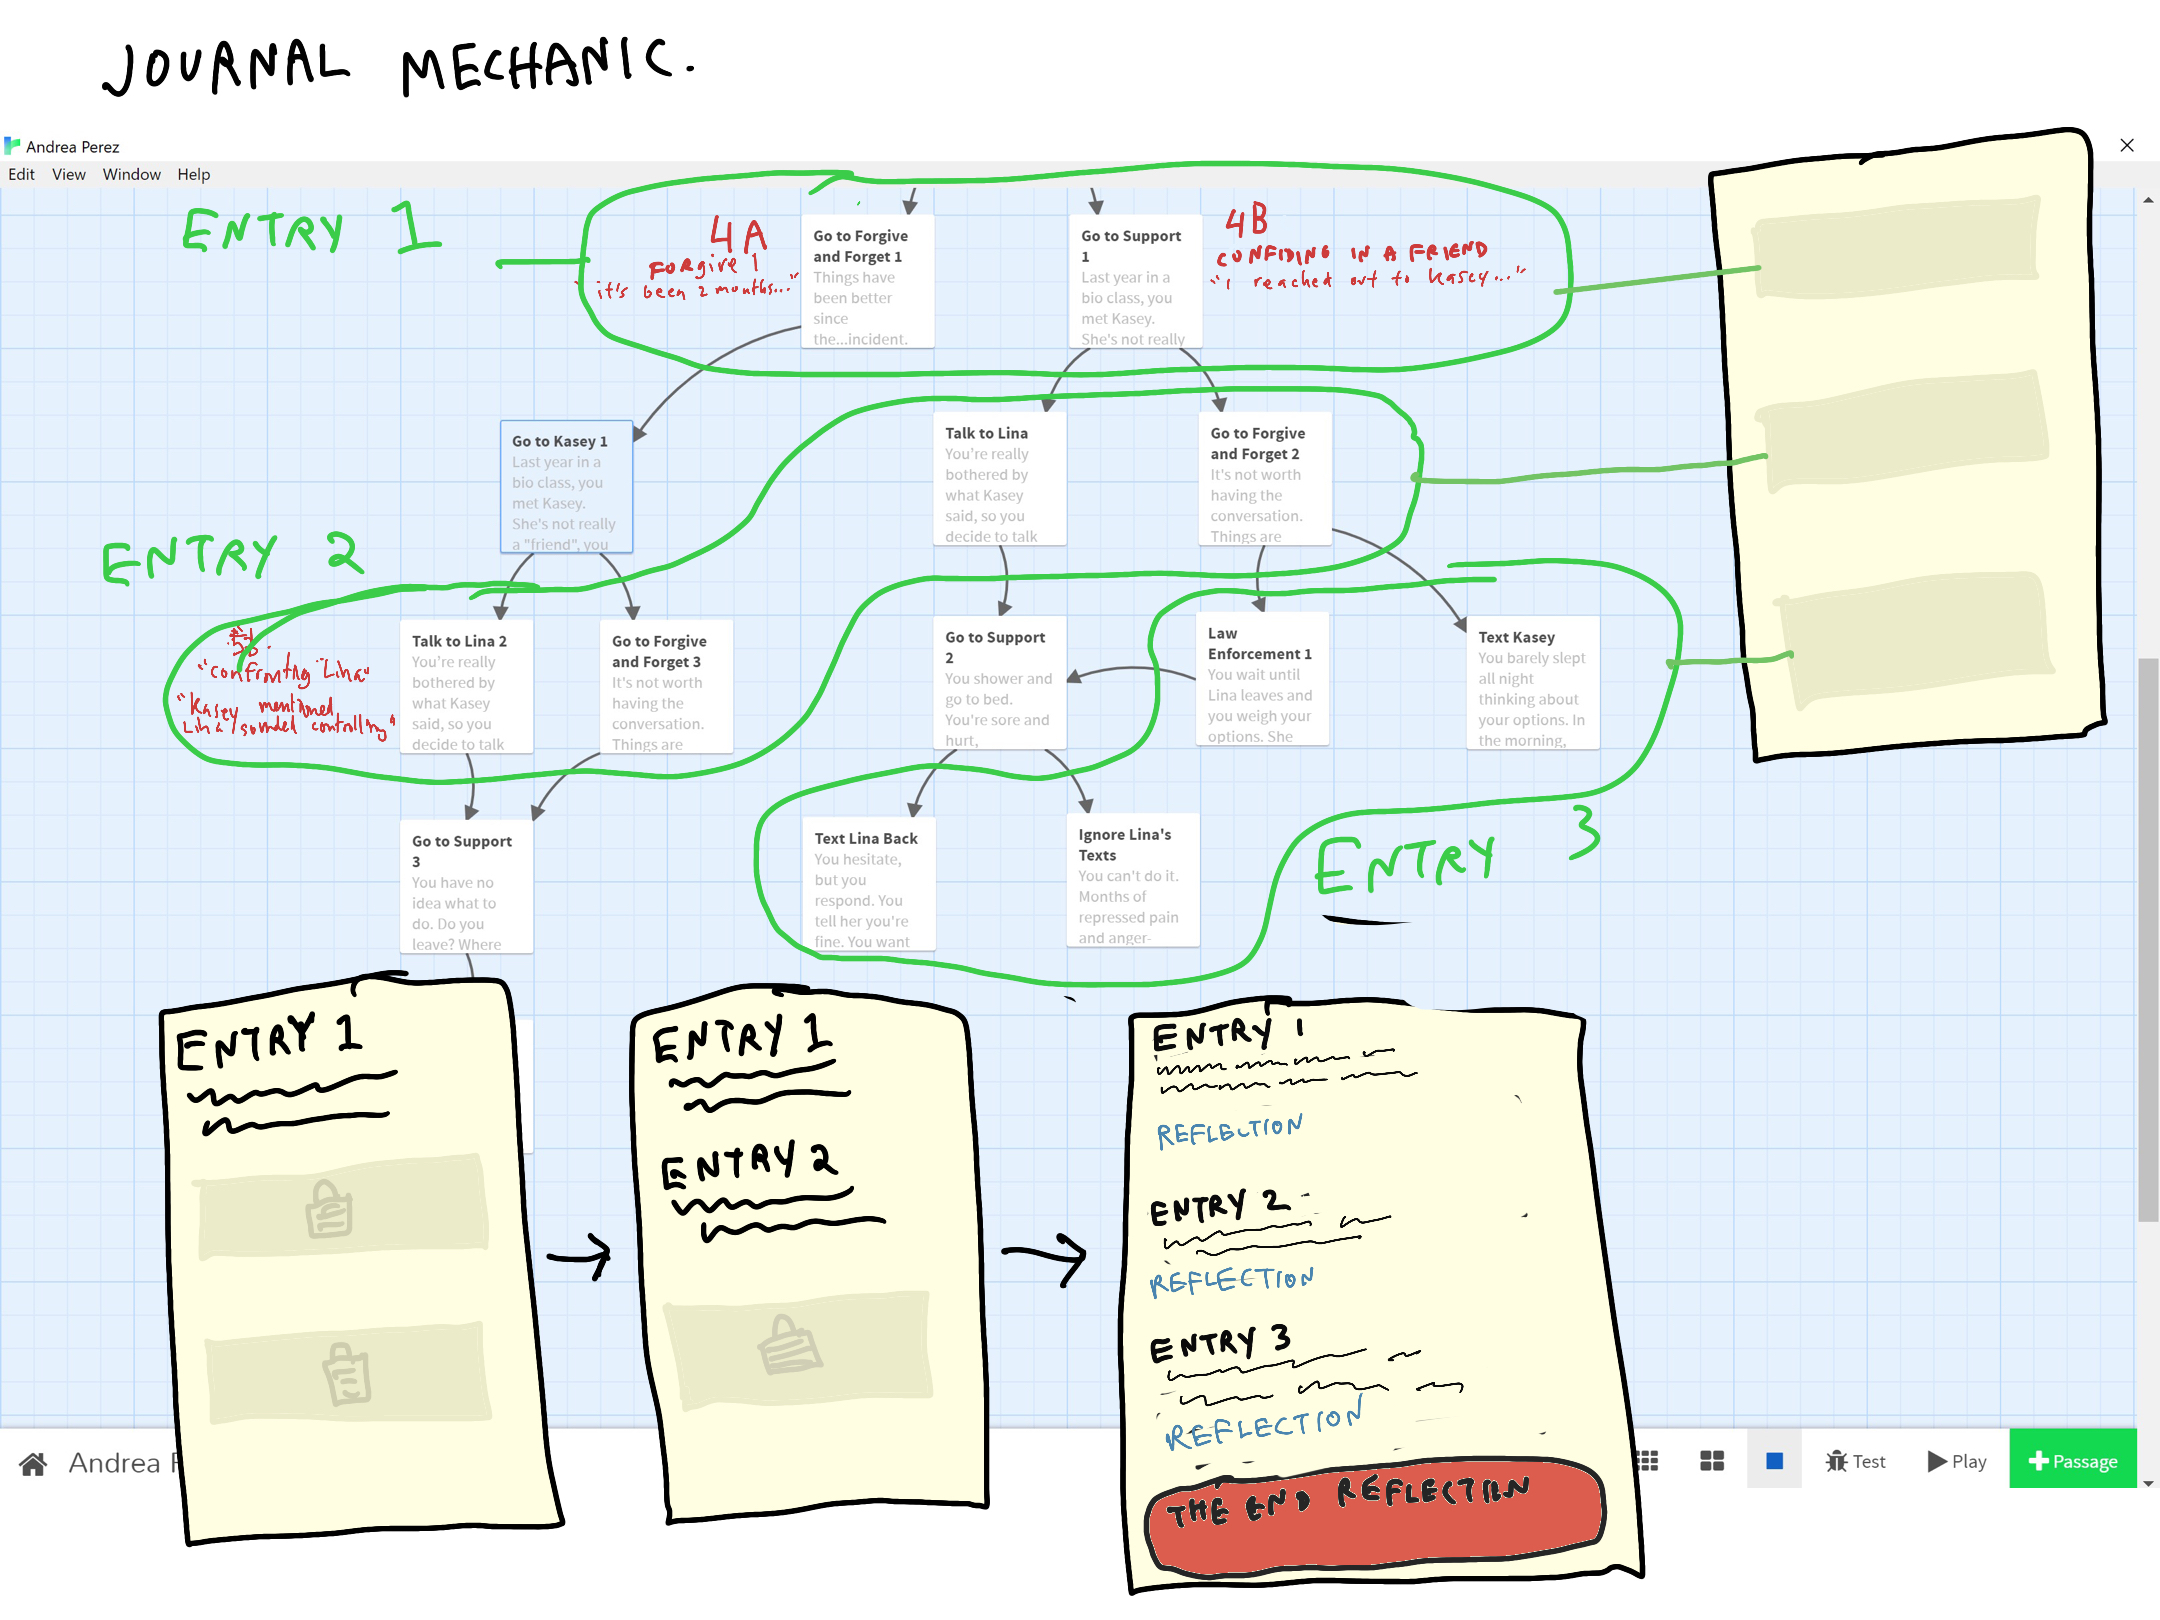 JOURNAL MECHANIC.
Andrea Perez
Edit View Window Help
ENTRY 1
4A
FORgive 1
"it's been 2 months..."
Go to Forgive
and Forget 1
Things have
been better
since
the...incident.
Go to Support
1
Last year in a
bio class, you
met Kasey.
She's not really
4B
CONFIDING IN A FRIEND
"I reached out to Kasey..."
Go to Kasey 1
Last year in a
bio class, you
met Kasey.
She's not really
a "friend", you
Talk to Lina
You're really
bothered by
what Kasey
said, so you
decide to talk
Go to Forgive
and Forget 2
It's not worth
having the
conversation.
Things are
ENTRY 2
"Confronting Lina"
"Kasey mentioned
Lina sounded controlling"
Talk to Lina 2
You're really
bothered by
what Kasey
said, so you
decide to talk
Go to Forgive
and Forget 3
It's not worth
having the
conversation.
Things are
Go to Support
2
You shower and
go to bed.
You're sore and
hurt,
Law
Enforcement 1
You wait until
Lina leaves and
you weigh your
options. She
Text Kasey
You barely slept
all night
thinking about
your options. In
the morning,
Go to Support
3
You have no
idea what to
do. Do you
leave? Where
Text Lina Back
You hesitate,
but you
respond. You
tell her you're
fine. You want
Ignore Lina's
Texts
You can't do it.
Months of
repressed pain
and anger-
ENTRY 3
ENTRY 1
ENTRY 1
ENTRY 2
ENTRY 1
REFLECTION
ENTRY 2
REFLECTION
ENTRY 3
REFLECTION
THE END REFLECTION
Andrea
Test
Play
Passage